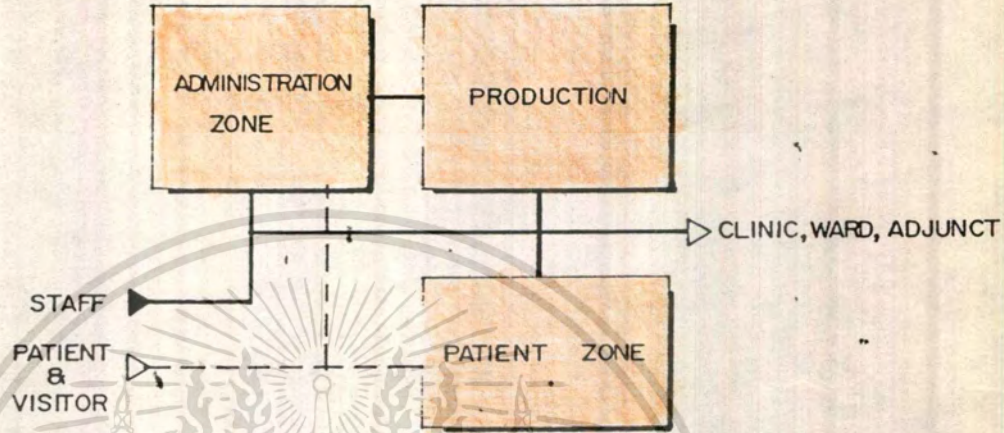 ADMINISTRATION
ZONE
PRODUCTION
CLINIC, WARD, ADJUNCT
STAFF
PATIENT
&
VISITOR
PATIENT ZONE